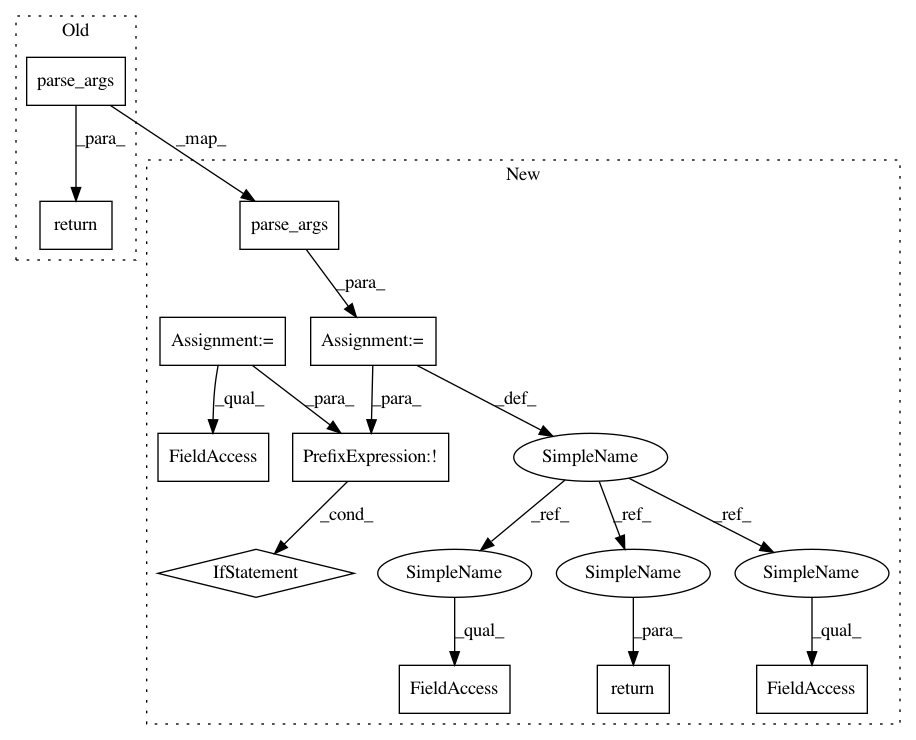 Old
parse_args
_para_
_map_
return
New
parse_args
_para_
Assignment:=
Assignment:=
_qual_
_para_
_para_
_def_
FieldAccess
PrefixExpression:!
SimpleName
_cond_
_ref_
_ref_
_ref_
IfStatement
SimpleName
SimpleName
SimpleName
_qual_
_para_
_qual_
FieldAccess
return
FieldAccess